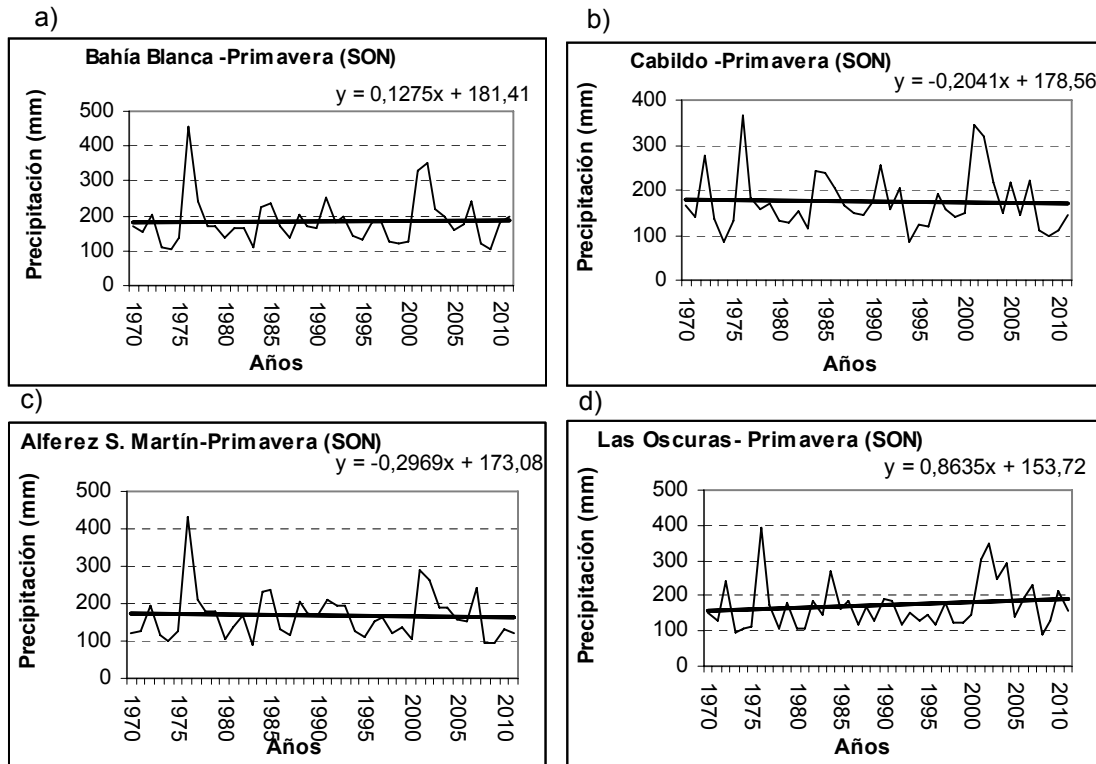 a)
Bahía Blanca -Primavera (SON)
y = 0,1275x + 181,41
Precipitación (mm)
500
400
300
200
100
0
1970
1975
1980
1985
1990
1995
2000
2005
2010
Años
b)
Cabildo -Primavera (SON)
y = -0,2041x + 178,56
Precipitación (mm)
400
300
200
100
0
1970
1975
1980
1985
1990
1995
2000
2005
2010
Años
c)
Alferez S. Martín-Primavera (SON)
y = -0,2969x + 173,08
Precipitación (mm)
500
400
300
200
100
0
1970
1975
1980
1985
1990
1995
2000
2005
2010
Años
d)
Las Oscuras- Primavera (SON)
y = 0,8635x + 153,72
Precipitación (mm)
500
400
300
200
100
0
1970
1975
1980
1985
1990
1995
2000
2005
2010
Años